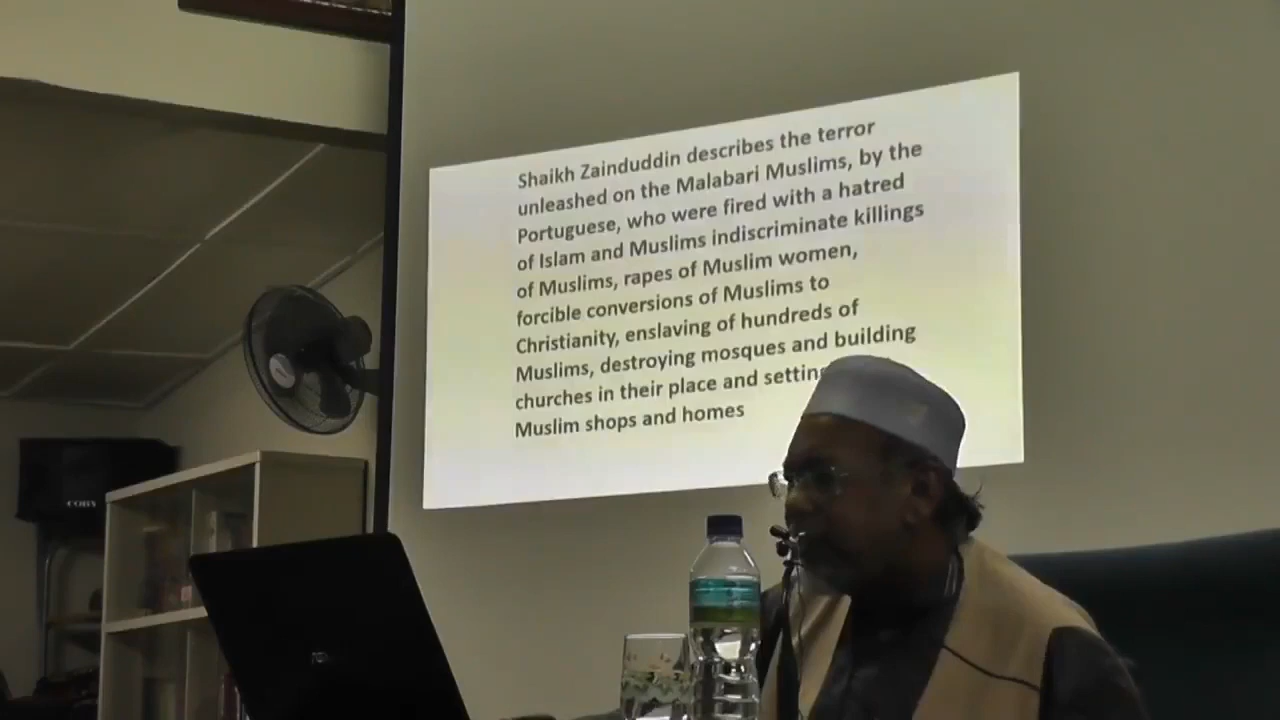 Shaikh Zainduddin describes the terror
unleashed on the Malabari Muslims, by the
Portuguese, who were fired with a hatred
of Islam and Muslims indiscriminate killings
of Muslims, rapes of Muslim women,
forcible conversions of Muslims to
Christianity, enslaving of hundreds of
Muslims, destroying mosques and building
churches in their place and setting
Muslim shops and homes
COBY